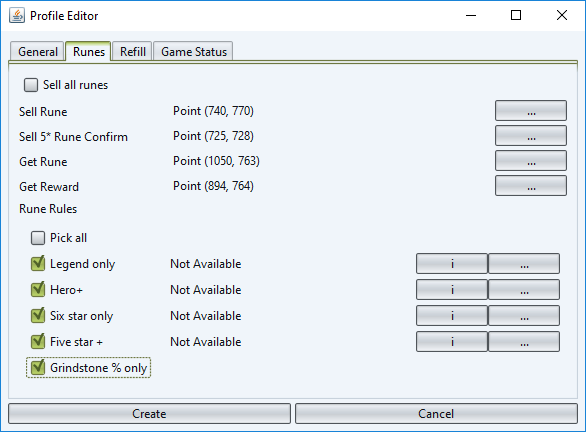 Profile Editor
General Runes Refill Game Status
Sell all runes
Sell Rune Point (740, 770) ...
Sell 5* Rune Confirm Point (725, 728) ...
Get Rune Point (1050, 763) ...
Get Reward Point (894, 764) ...
Rune Rules
Pick all
Legend only Not Available i ...
Hero+ Not Available i ...
Six star only Not Available i ...
Five star + Not Available i ...
Grindstone % only
Create Cancel